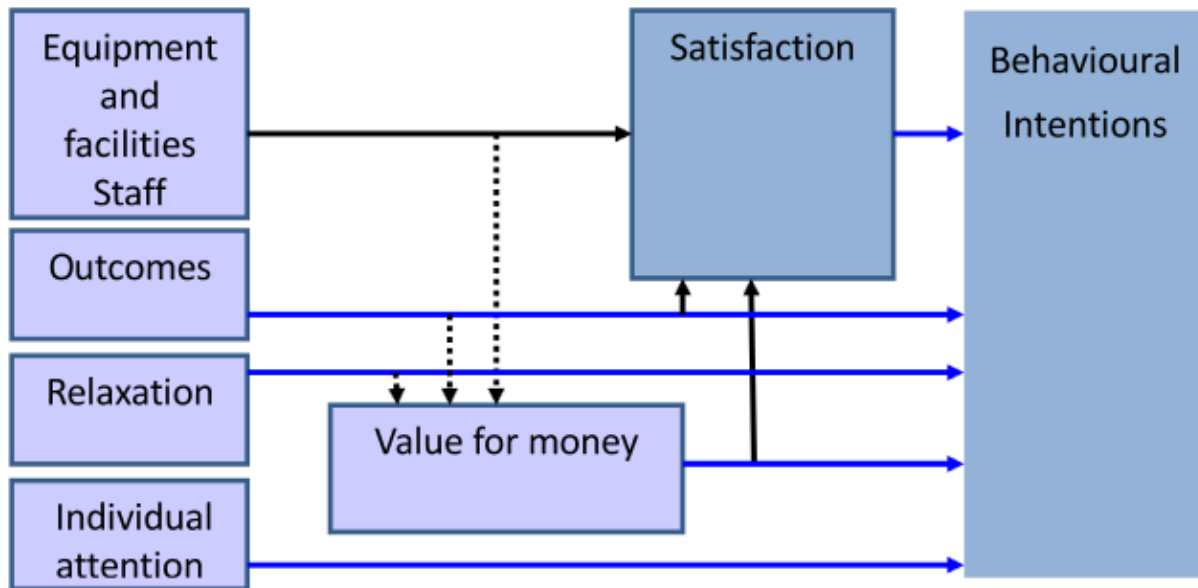 Equipment
and
facilities
Staff
Outcomes
Relaxation
Individual
attention
Value for money
Satisfaction
Behavioural
Intentions